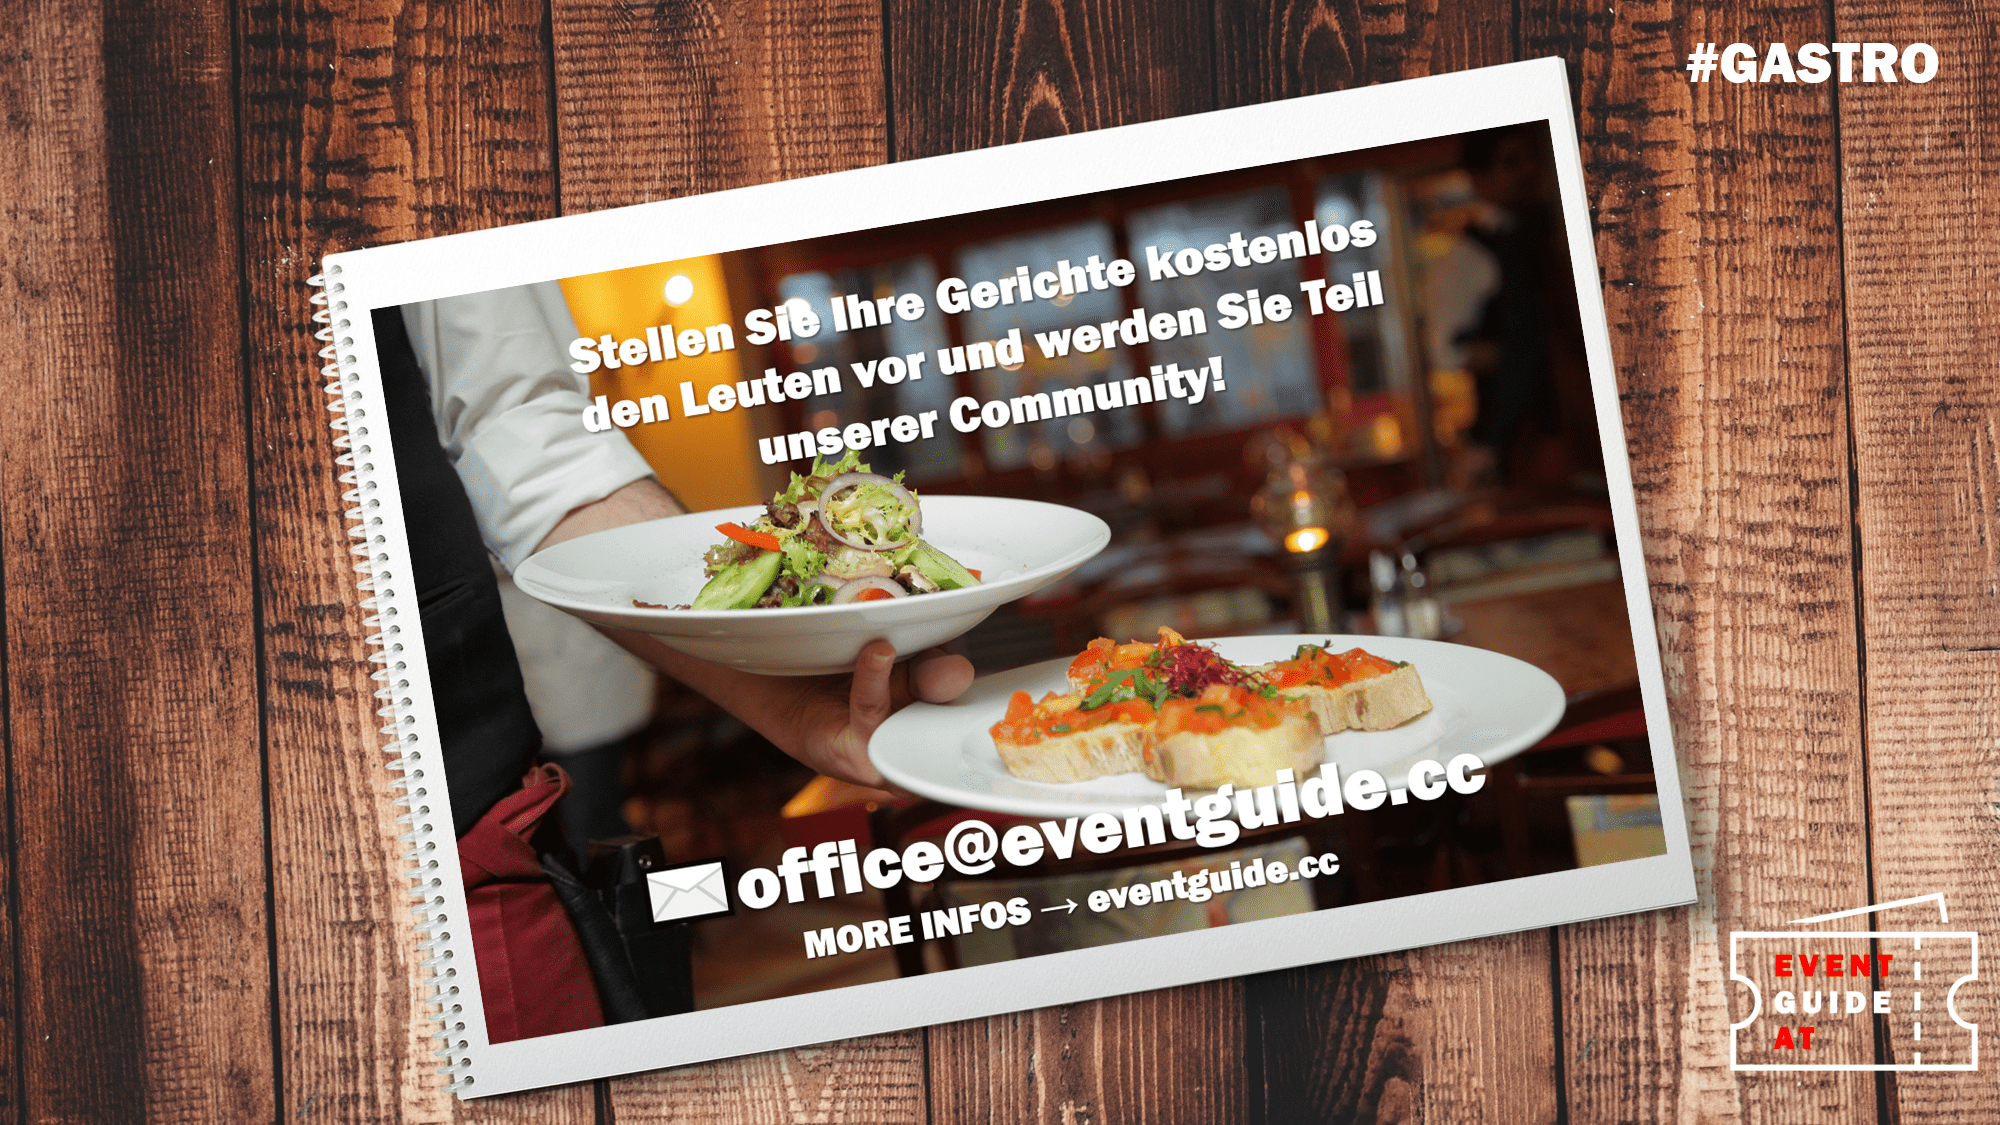 #GASTRO
Stellen Sie Ihre Gerichte kostenlos
den Leuten vor und werden Sie Teil
unserer Community!
office@eventguide.cc
MORE INFOS → eventguide.cc
EVENT
GUIDE
AT